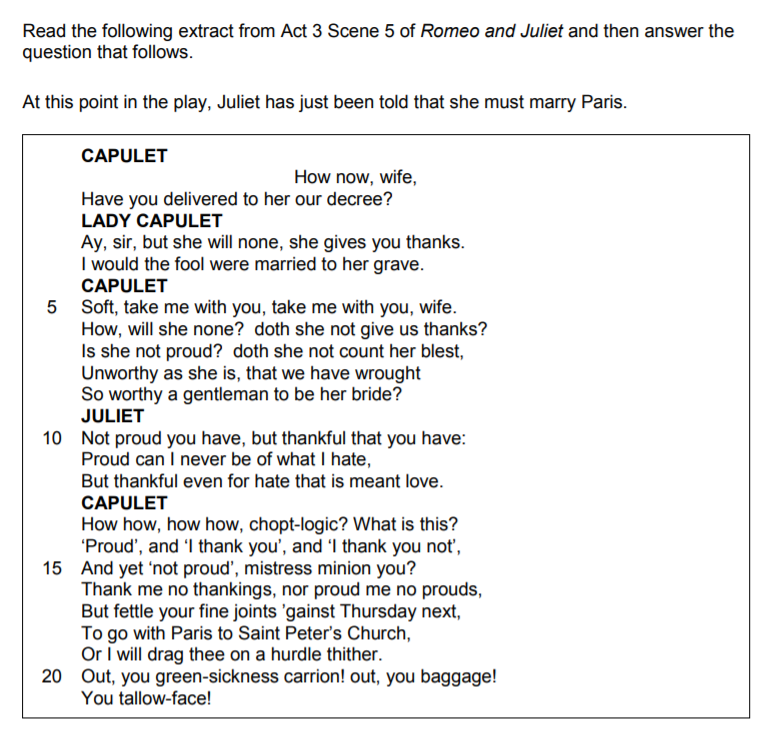 Read the following extract from Act 3 Scene 5 of Romeo and Juliet and then answer the
question that follows.
At this point in the play, Juliet has just been told that she must marry Paris.
CAPULET
How now, wife,
Have you delivered to her our decree?
LADY CAPULET
Ay, sir, but she will none, she gives you thanks.
I would the fool were married to her grave.
CAPULET
5 Soft, take me with you, take me with you, wife.
How, will she none? doth she not give us thanks?
Is she not proud? doth she not count her blest,
Unworthy as she is, that we have wrought
So worthy a gentleman to be her bride?
JULIET
10 Not proud you have, but thankful that you have:
Proud can I never be of what I hate,
But thankful even for hate that is meant love.
CAPULET
How how, how how, chopt-logic? What is this?
‘Proud’, and ‘I thank you’, and ‘I thank you not’,
15 And yet ‘not proud’, mistress minion you?
Thank me no thankings, nor proud me no prouds,
But fettle your fine joints ’gainst Thursday next,
To go with Paris to Saint Peter’s Church,
Or I will drag thee on a hurdle thither.
20 Out, you green-sickness carrion! out, you baggage!
You tallow-face!